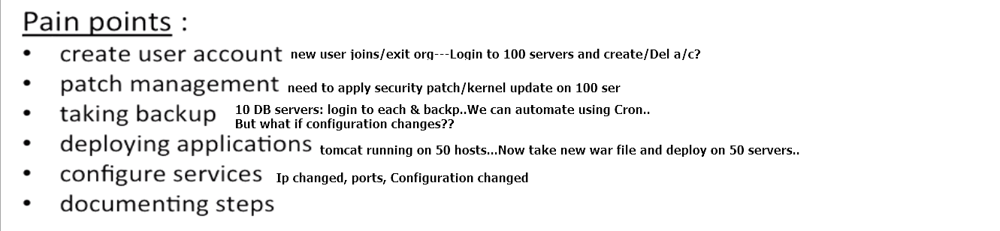 Pain points :
• create user account new user joins/exit org---Login to 100 servers and create/Del a/c?
• patch management need to apply security patch/kernel update on 100 ser
• taking backup 10 DB servers: login to each & backp..We can automate using Cron..
But what if configuration changes??
• deploying applications tomcat running on 50 hosts...Now take new war file and deploy on 50 servers..
• configure services Ip changed, ports, Configuration changed
• documenting steps